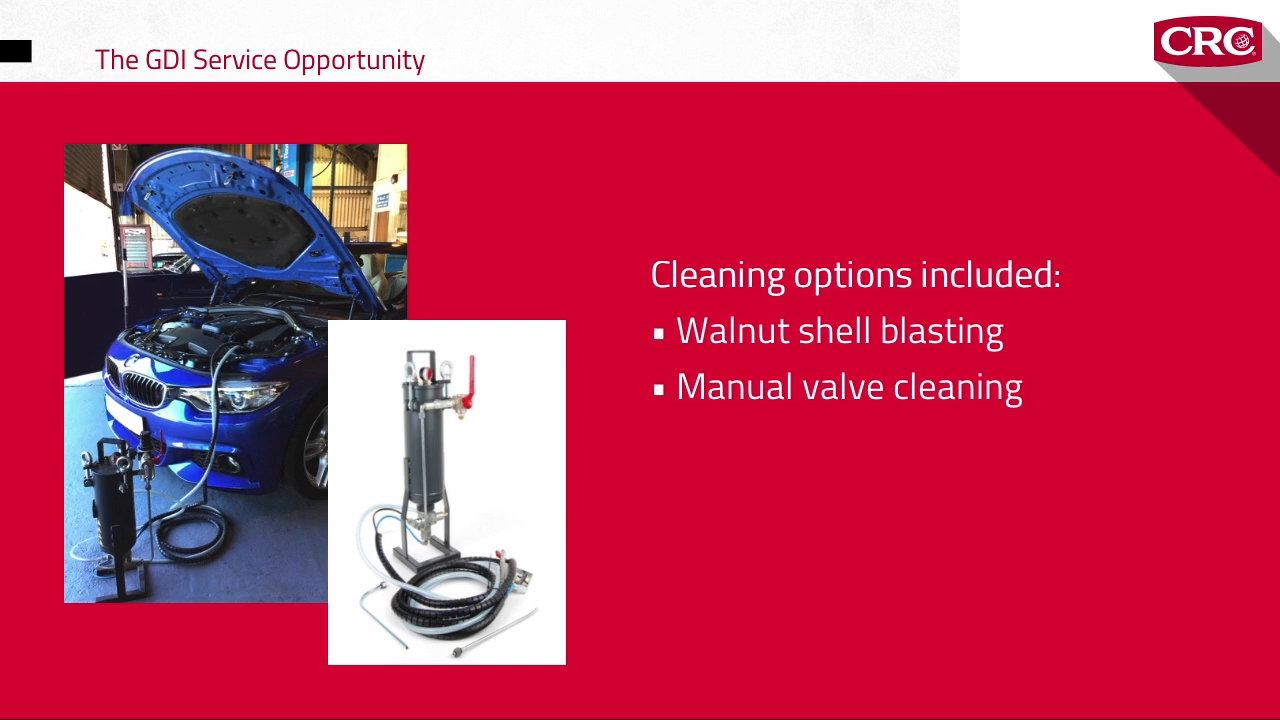 The GDI Service Opportunity
CRC
Cleaning options included:
▪ Walnut shell blasting
▪ Manual valve cleaning